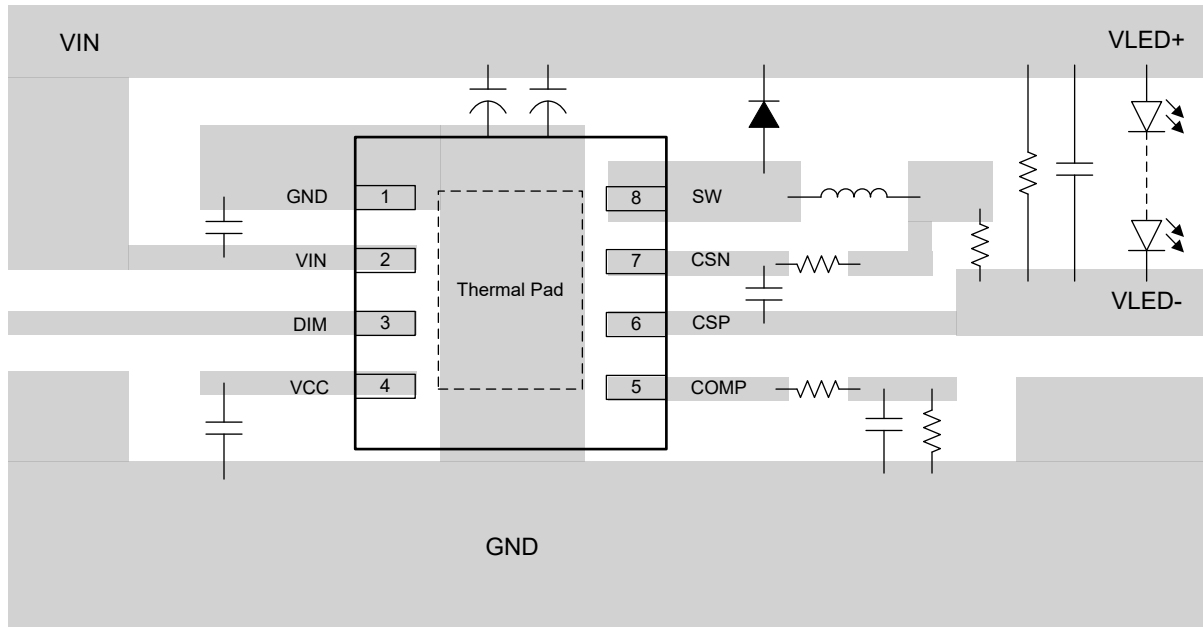 VIN
VLED+
GND 1
8 SW
VIN 2
7 CSN
Thermal Pad
VLED-
DIM 3
6 CSP
VCC 4
5 COMP
GND